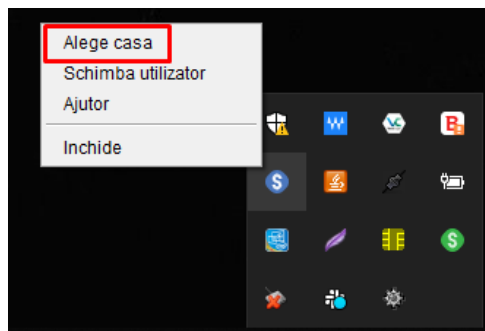 Alege casa
Schimba utilizator
Ajutor
Inchide
S
B
S